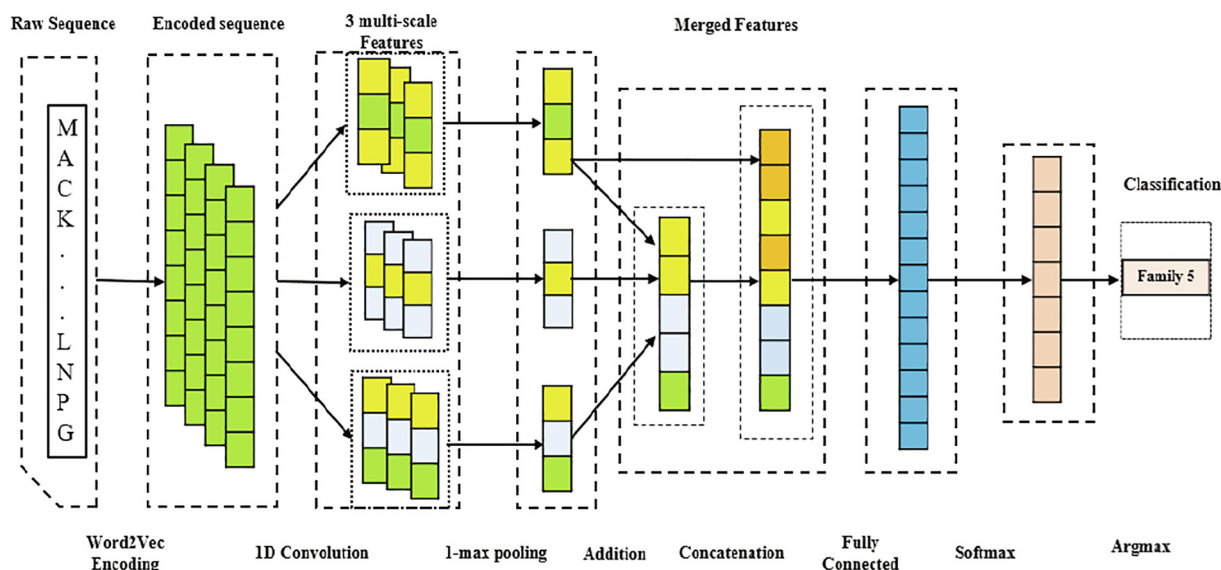 Raw Sequence
Encoded sequence
3 multi-scale
Features
Merged Features
M
A
C
K
.
.
L
N
P
G
Classification
Family 5
Word2Vec
Encoding
1D Convolution
1-max pooling
Addition
Concatenation
Fully
Connected
Softmax
Argmax